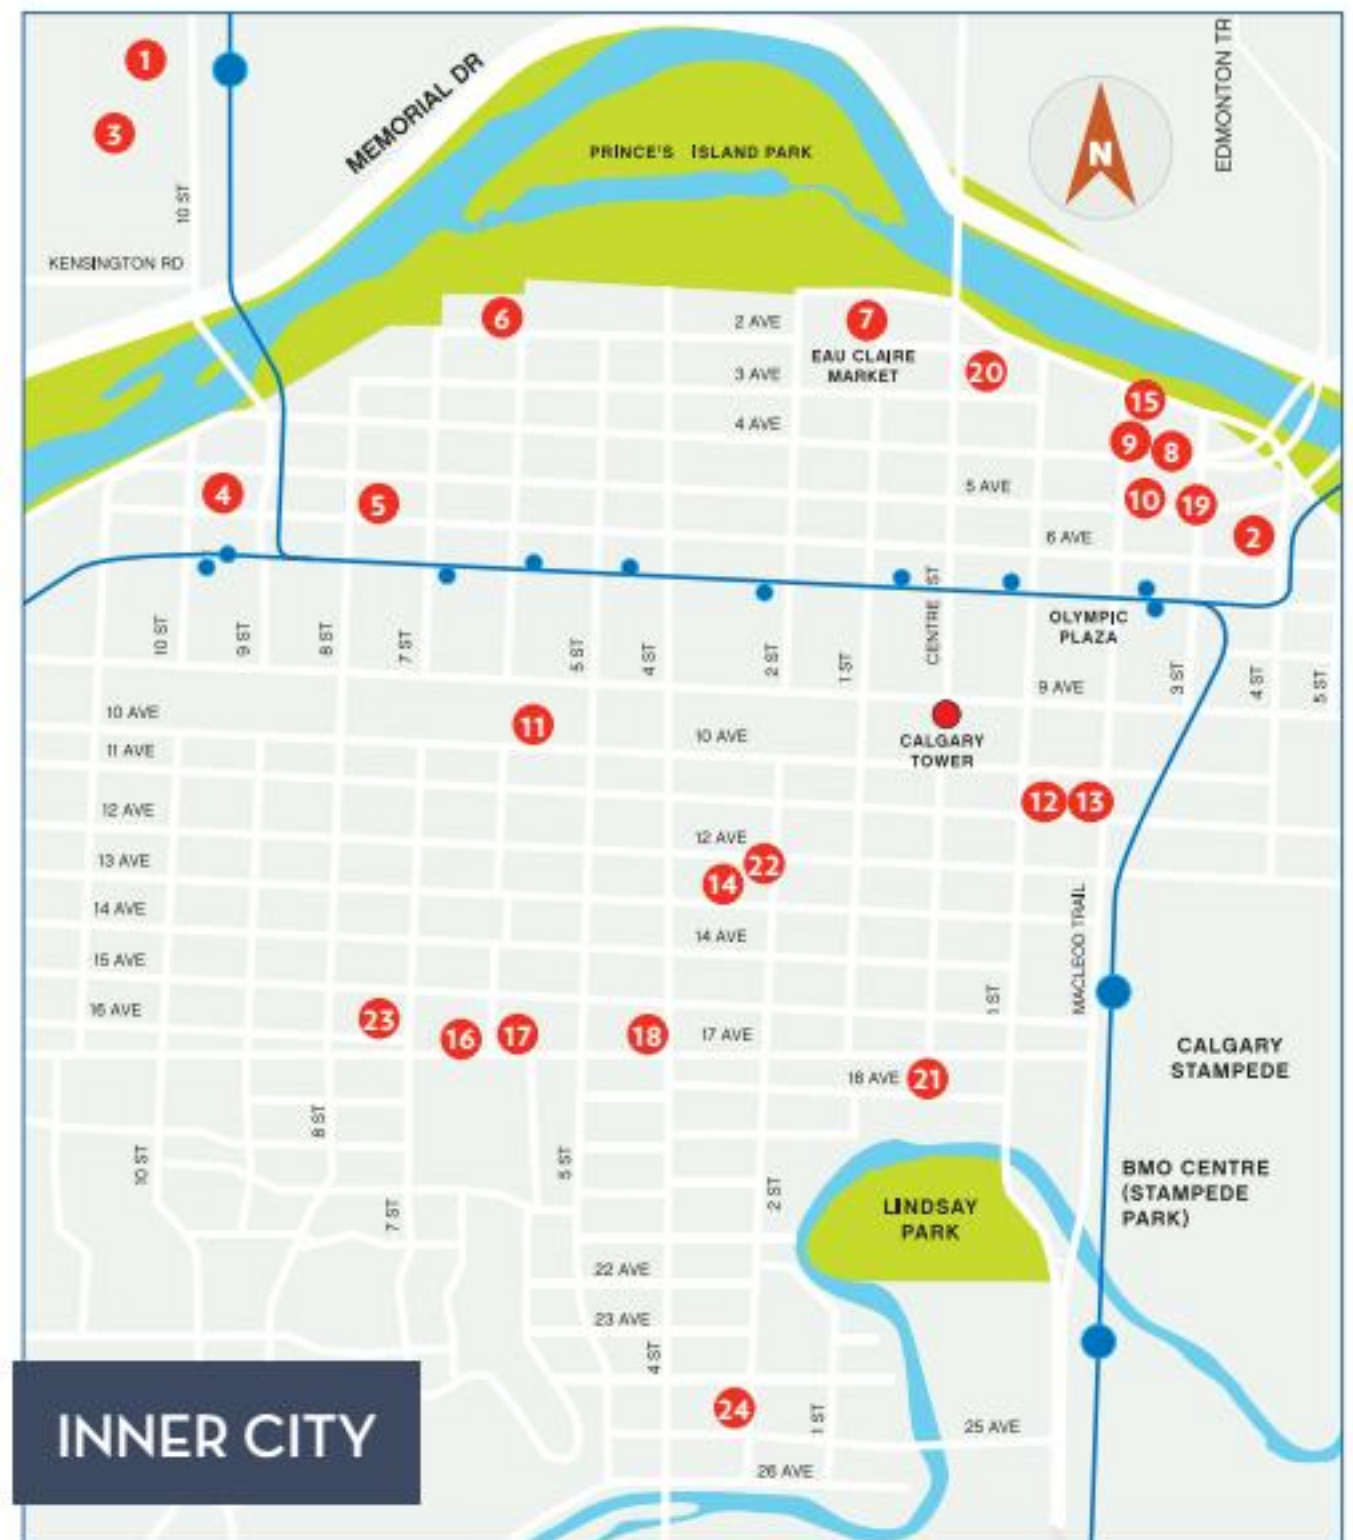 1
3
MEMORIAL DR
EDMONTON TR
PRINCE'S ISLAND PARK
N
10 ST
KENSINGTON RD
6
2 AVE
7
EAU CLAIRE
MARKET
3 AVE
20
4 AVE
15
9
8
4
5
5 AVE
10
19
6 AVE
2
10 ST
9 ST
8 ST
7 ST
5 ST
4 ST
2 ST
1 ST
CENTRE ST
OLYMPIC
PLAZA
3 ST
4 ST
5 ST
9 AVE
10 AVE
11
10 AVE
CALGARY
TOWER
11 AVE
12
13
12 AVE
12 AVE
22
13 AVE
14
14 AVE
14 AVE
MACLEOD TRAIL
15 AVE
1 ST
16 AVE
23
16
17
18
17 AVE
CALGARY
STAMPEDE
16 AVE
21
8 ST
10 ST
5 ST
7 ST
2 ST
LINDSAY
PARK
BMO CENTRE
(STAMPEDE
PARK)
22 AVE
23 AVE
4 ST
24
1 ST
25 AVE
26 AVE
INNER CITY